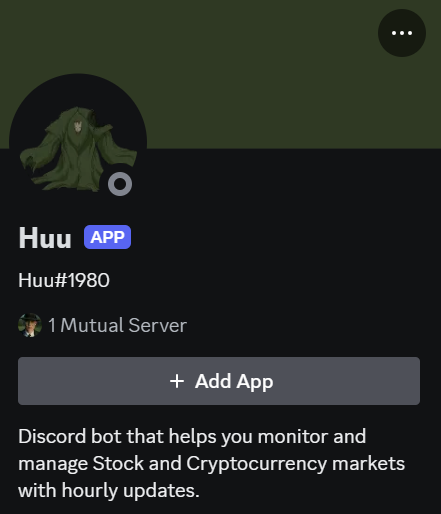 Huu APP
Huu#1980
1 Mutual Server
+ Add App
Discord bot that helps you monitor and
manage Stock and Cryptocurrency markets
with hourly updates.